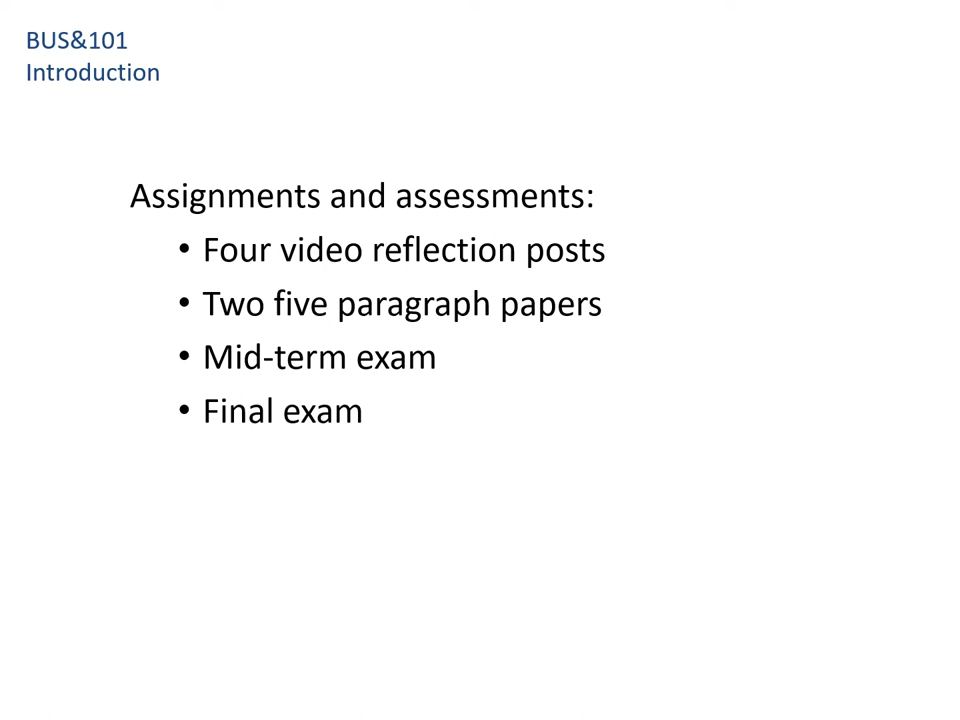 BUS&101
Introduction
Assignments and assessments:
• Four video reflection posts
• Two five paragraph papers
• Mid-term exam
• Final exam